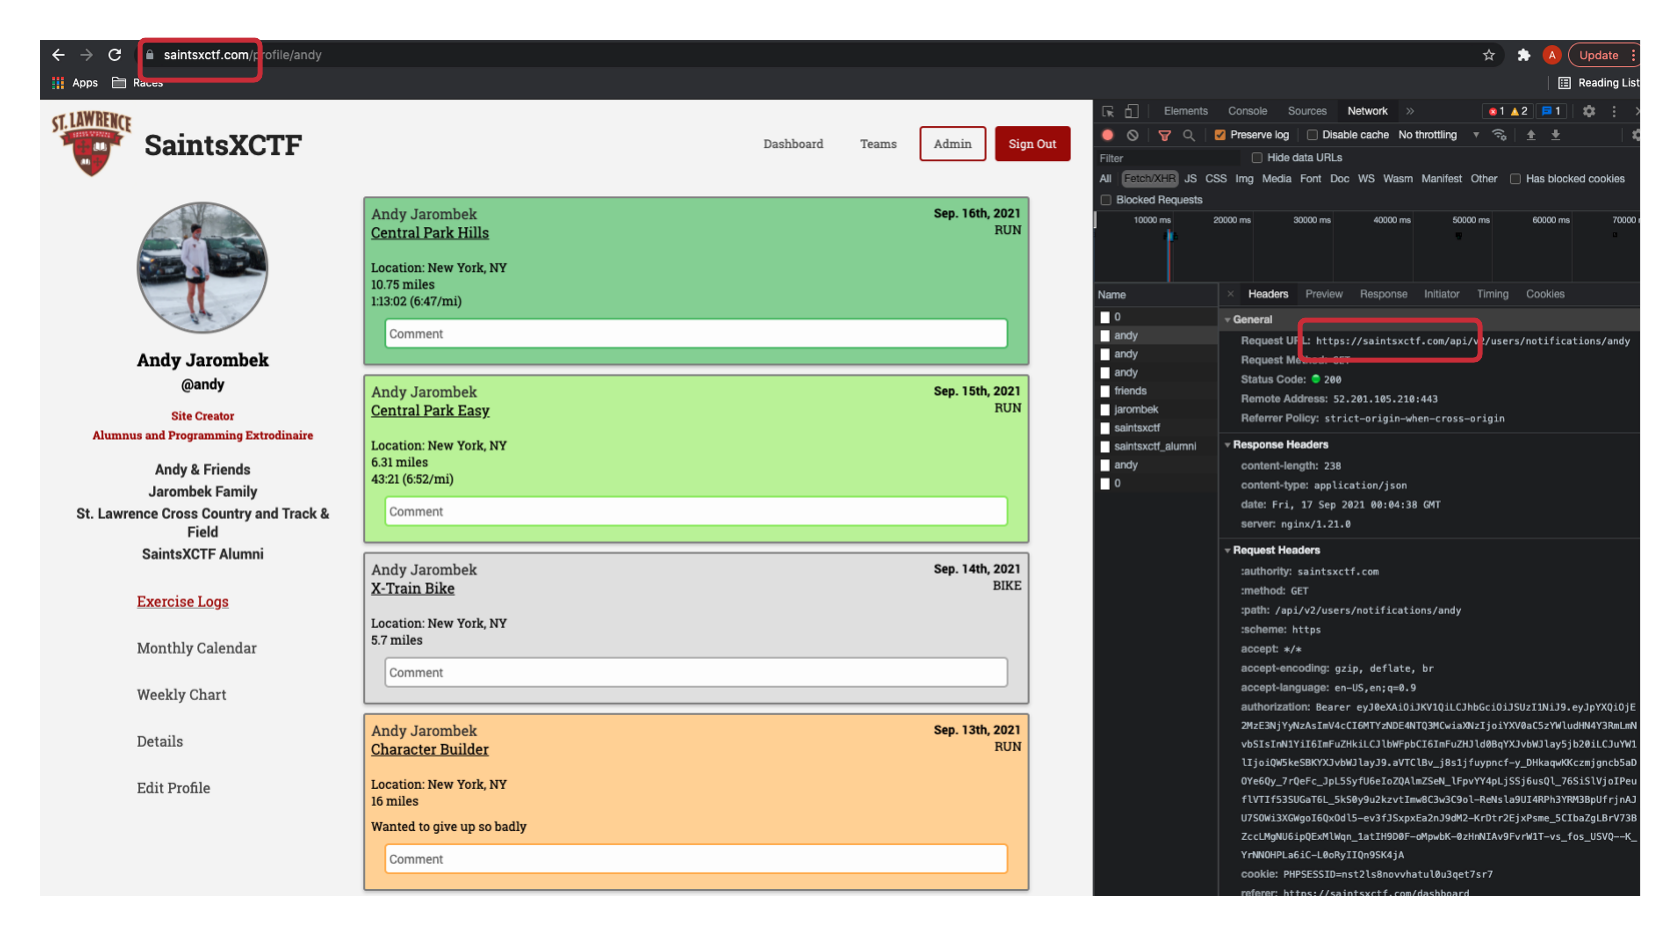 saintsxctf.com/profile/andy
A
Update
Apps
Races
Reading List
ST. LAWRENCE
SaintsXCTF
Dashboard
Teams
Admin
Sign Out
Andy Jarombek
@andy
Site Creator
Alumnus and Programming Extrodinaire
Andy & Friends
Jarombek Family
St. Lawrence Cross Country and Track &
Field
SaintsXCTF Alumni
Exercise Logs
Monthly Calendar
Weekly Chart
Details
Edit Profile
Andy Jarombek
Sep. 16th, 2021
Central Park Hills
RUN
Location: New York, NY
10.75 miles
1:13:02 (6:47/mi)
Comment
Andy Jarombek
Sep. 15th, 2021
Central Park Easy
RUN
Location: New York, NY
6.31 miles
43:21 (6:52/mi)
Comment
Andy Jarombek
Sep. 14th, 2021
X-Train Bike
BIKE
Location: New York, NY
5.7 miles
Comment
Andy Jarombek
Sep. 13th, 2021
Character Builder
RUN
Location: New York, NY
16 miles
Wanted to give up so badly
Comment
Elements Console Sources Network » 1 2 1
Preserve log Disable cache No throttling
Filter Hide data URLs
All Fetch/XHR JS CSS Img Media Font Doc WS Wasm Manifest Other Has blocked cookies
Blocked Requests
10000 ms 20000 ms 30000 ms 40000 ms 50000 ms 60000 ms 70000
Name
0
andy
andy
andy
friends
jarombek
saintsxctf
saintsxctf_alumni
andy
0
× Headers Preview Response Initiator Timing Cookies
General
Request URL: https://saintsxctf.com/api/v2/users/notifications/andy
Request Method: GET
Status Code: 200
Remote Address: 52.201.105.210:443
Referrer Policy: strict-origin-when-cross-origin
Response Headers
content-length: 238
content-type: application/json
date: Fri, 17 Sep 2021 00:04:38 GMT
server: nginx/1.21.0
Request Headers
:authority: saintsxctf.com
:method: GET
:path: /api/v2/users/notifications/andy
:scheme: https
accept: */*
accept-encoding: gzip, deflate, br
accept-language: en-US,en;q=0.9
authorization: Bearer
cookie:
referer: https://saintsxctf.com/dashboard